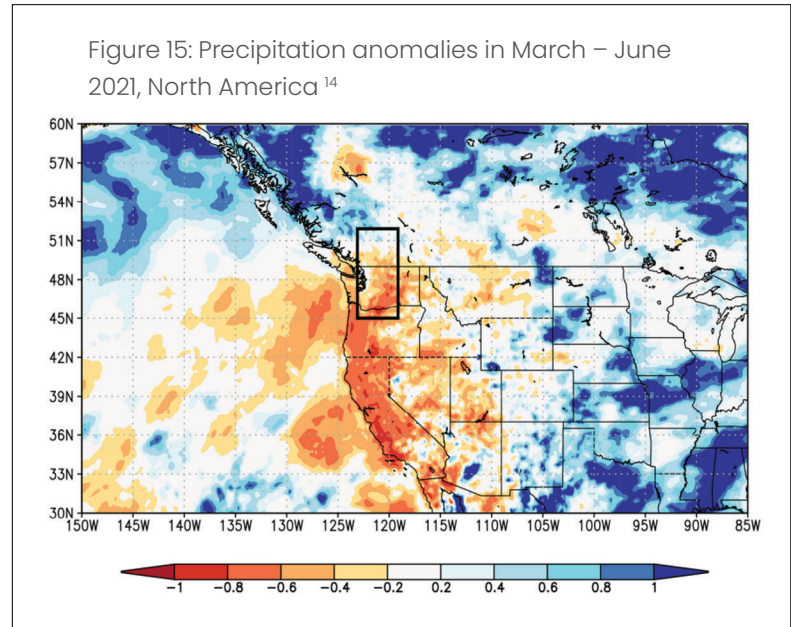 Figure 15: Precipitation anomalies in March – June
2021, North America 14
60N
57N
54N
51N
48N
45N
42N
39N
36N
33N
30N
150W 145W 140W 135W 130W 125W 120W 115W 110W 105W 100W 95W 90W 85W
-1 -0.8 -0.6 -0.4 -0.2 0.2 0.4 0.6 0.8 1